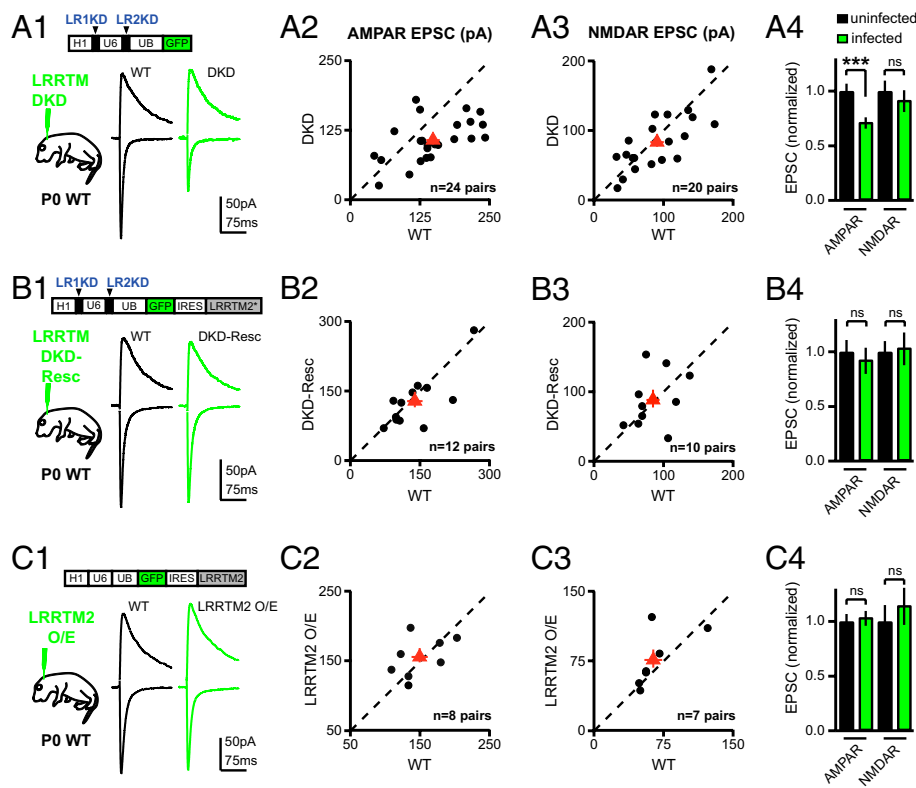 A1
LR1KD LR2KD
H1 U6 UB GFP
LRRTM
DKD
WT
DKD
P0 WT
50pA
75ms
A2
AMPAR EPSC (pA)
250
125
0
DKD
n=24 pairs
0 125 250
WT
A3
NMDAR EPSC (pA)
200
100
0
DKD
n=20 pairs
0 100 200
WT
A4
uninfected
infected
EPSC (normalized)
1.0
0.5
***
ns
AMPAR
NMDAR
B1
LR1KD LR2KD
H1 U6 UB GFP IRES LRRTM2*
LRRTM
DKD-
Resc
WT
DKD-Resc
P0 WT
50pA
75ms
B2
300
150
0
DKD-Resc
n=12 pairs
0 150 300
WT
B3
200
100
0
DKD-Resc
n=10 pairs
0 100 200
WT
B4
EPSC (normalized)
1.0
0.5
ns
ns
AMPAR
NMDAR
C1
H1 U6 UB GFP IRES LRRTM2
LRRTM2
O/E
WT
LRRTM2 O/E
P0 WT
50pA
75ms
C2
250
150
50
LRRTM2 O/E
n=8 pairs
50 150 250
WT
C3
150
75
0
LRRTM2 O/E
n=7 pairs
0 75 150
WT
C4
EPSC (normalized)
1.0
0.5
ns
ns
AMPAR
NMDAR